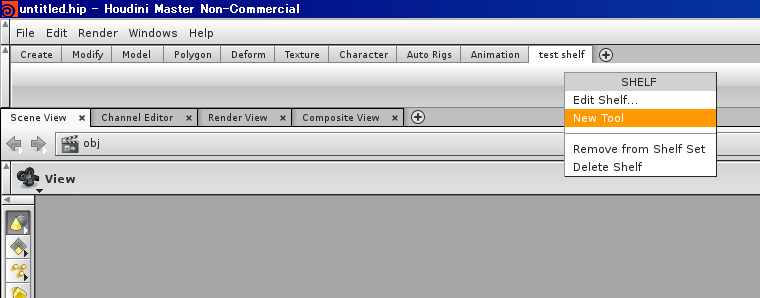 untitled.hip - Houdini Master Non-Commercial
File Edit Render Windows Help
Create Modify Model Polygon Deform Texture Character Auto Rigs Animation test shelf
SHELF
Edit Shelf...
New Tool
Remove from Shelf Set
Delete Shelf
Scene View Channel Editor Render View Composite View
obj
View